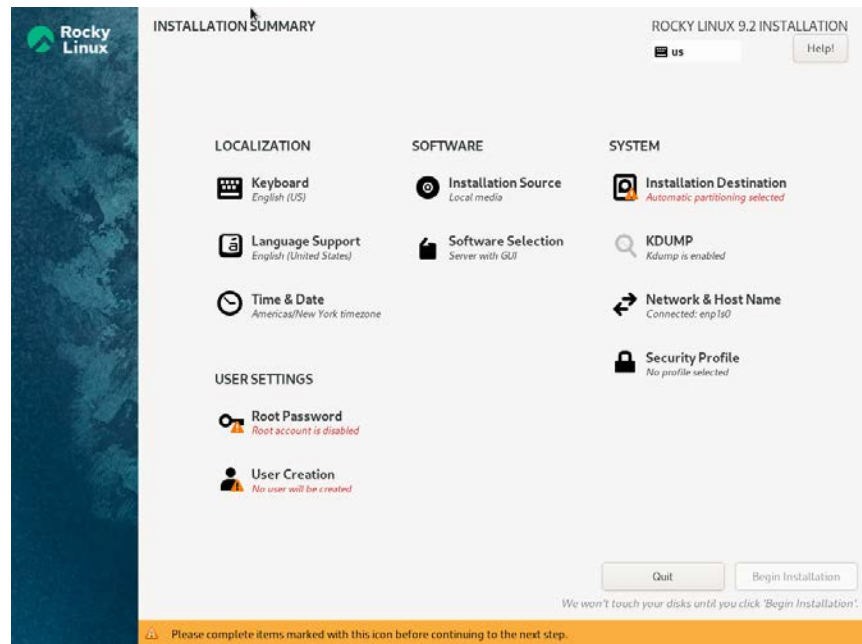 Rocky
Linux
INSTALLATION SUMMARY
ROCKY LINUX 9.2 INSTALLATION
us
Help!
LOCALIZATION
Keyboard
English (US)
Language Support
English (United States)
Time & Date
Americas/New York timezone
SOFTWARE
Installation Source
Local media
Software Selection
Server with GUI
SYSTEM
Installation Destination
Automatic partitioning selected
KDUMP
Kdump is enabled
Network & Host Name
Connected: enp1s0
Security Profile
No profile selected
USER SETTINGS
Root Password
Root account is disabled
User Creation
No user will be created
Quit
Begin Installation
We won't touch your disks until you click 'Begin Installation'.
Please complete items marked with this icon before continuing to the next step.